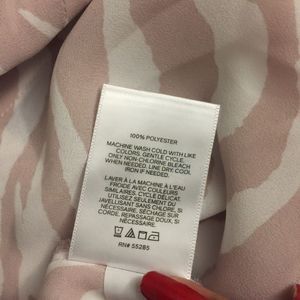 100% POLYESTER
MACHINE WASH COLD WITH LIKE
COLORS. GENTLE CYCLE.
ONLY NON-CHLORINE BLEACH
WHEN NEEDED. LINE DRY. COOL
IRON IF NEEDED.
LAVER À LA MACHINE À L'EAU
FROIDE AVEC COULEURS
SIMILAIRES. CYCLE DÉLICAT.
UTILISEZ SEULEMENT DU
JAVELLISANT SANS CHLORE, SI
NÉCESSAIRE. SÉCHAGE SUR
CORDE. REPASSAGE DOUX, SI
NÉCESSAIRE.
RN# 55285